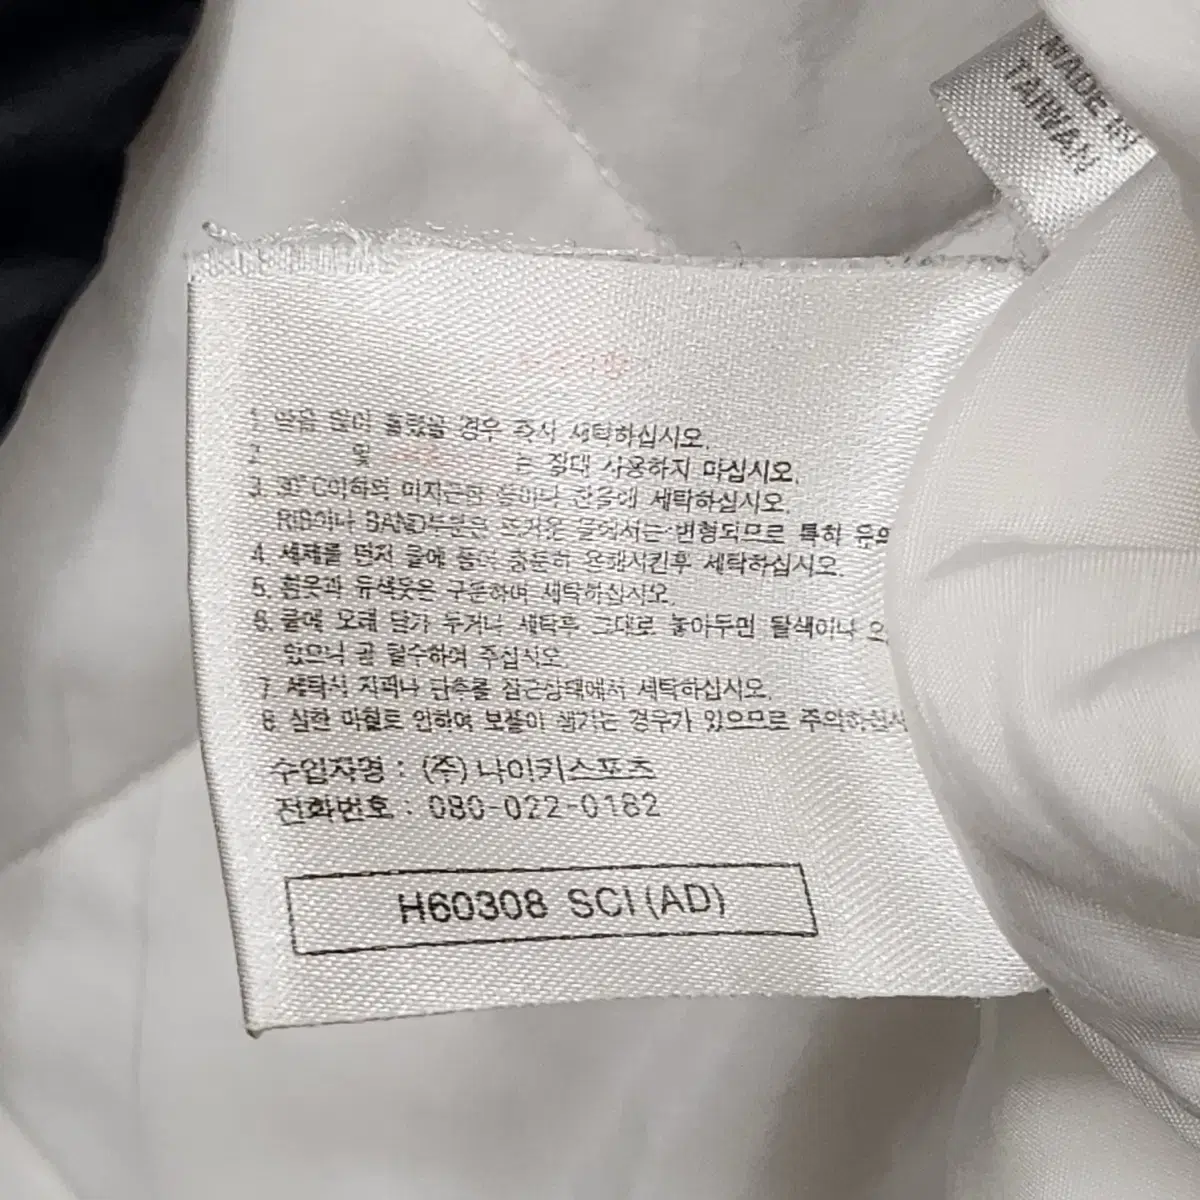 MADE IN
TAIWAN
1. 땀을 많이 흘렸을 경우 즉시 세탁하십시오.
2. 및 는 절대 사용하지 마십시오.
3. 30°C이하의 미지근한 물이나 찬물에 세탁하십시오.
RIB이나 BAND부분은 뜨거운 물에서는 변형되므로 특히 유의
4. 세제를 먼저 물에 풀어 충분히 용해시킨후 세탁하십시오.
5. 흰옷과 유색옷은 구분하여 세탁하십시오.
6. 물에 오래 담가 두거나 세탁후 그대로 놓아두면 탈색이나
있으니 곧 헹수하여 주십시오.
7. 세탁시 지퍼나 단추를 잠근상태에서 세탁하십시오.
8. 심한 마찰로 인하여 보풀이 생기는 경우가 있으므로 주의하십시
수입자명 : (주) 나이키스포츠
전화번호 : 080-022-0182
H60308 SCI(AD)